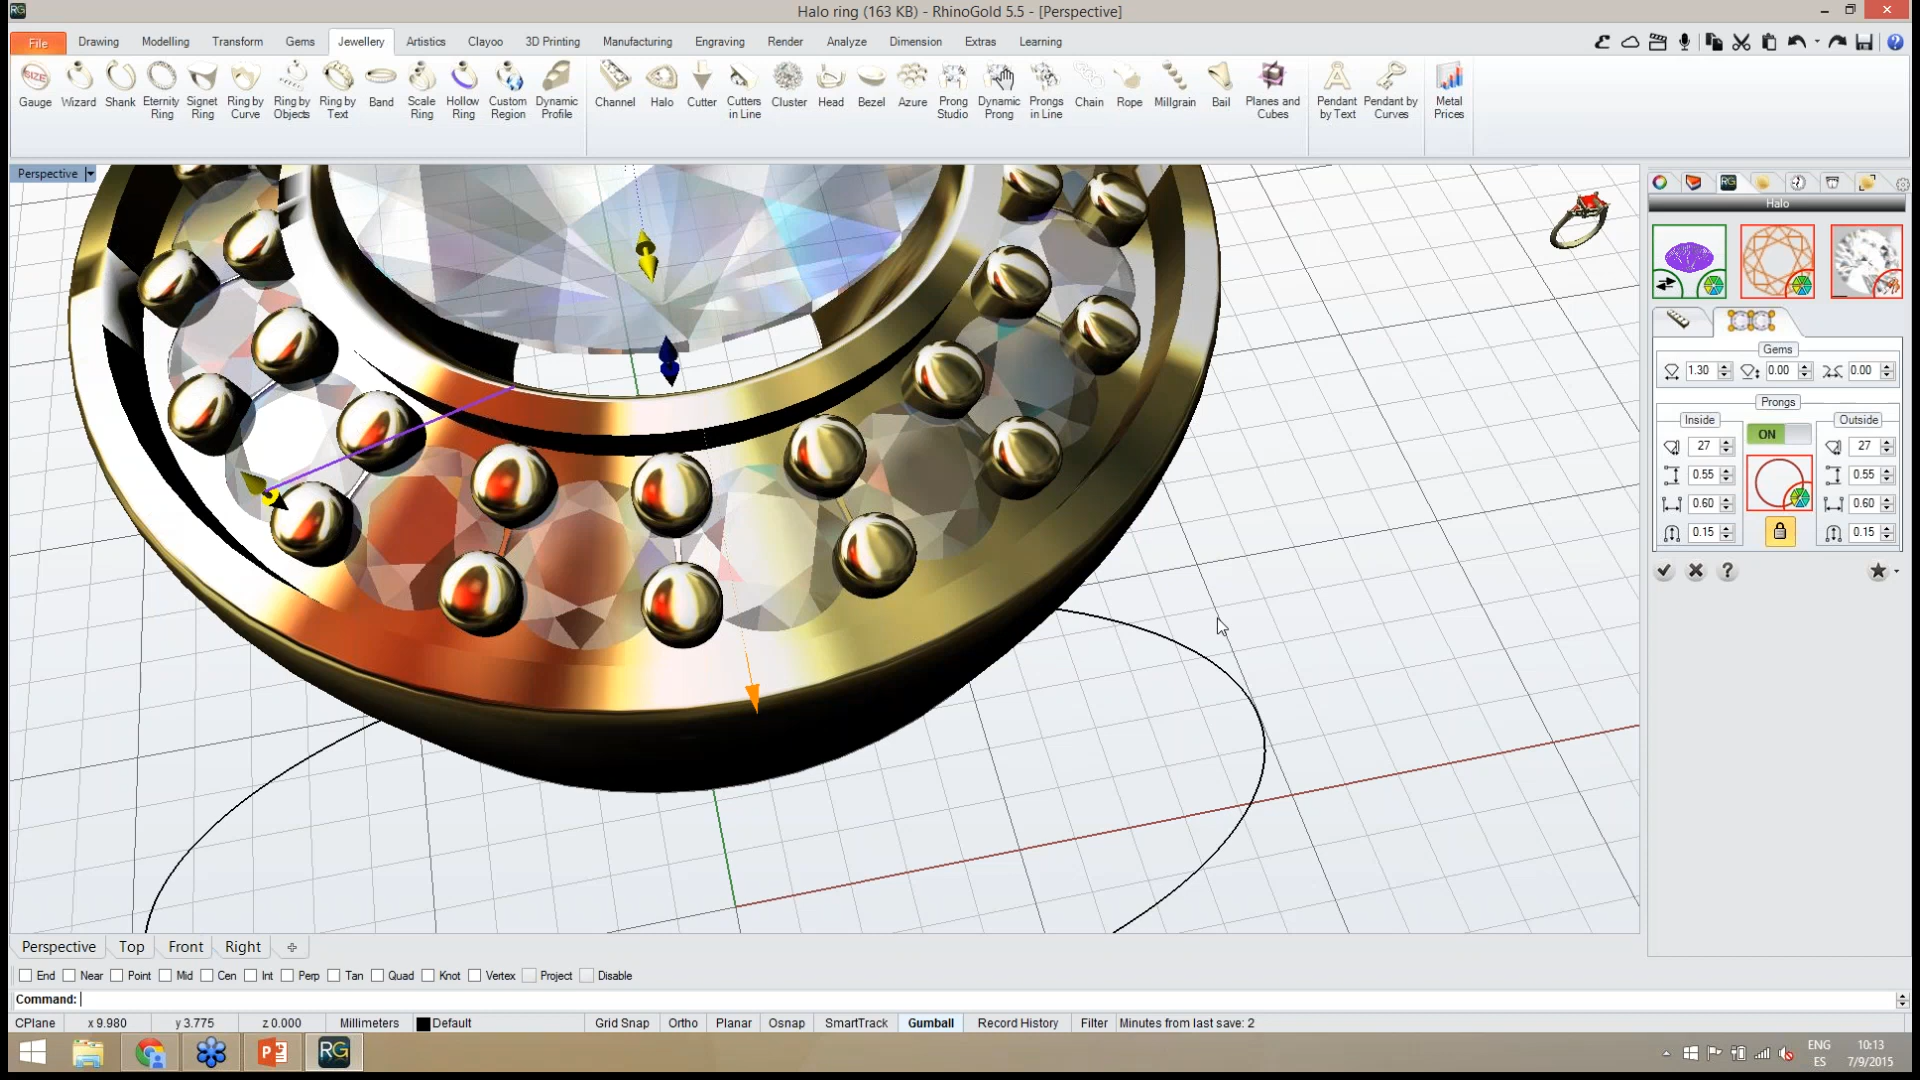 RG
Halo ring (163 KB) - RhinoGold 5.5 - [Perspective]
File Drawing Modelling Transform Gems Jewellery Artistics Clayoo 3D Printing Manufacturing Engraving Render Analyze Dimension Extras Learning
SIZE
Gauge Wizard Shank Eternity Ring Signet Ring Ring by Curve Ring by Objects Ring by Text Band Scale Ring Hollow Ring Custom Region Dynamic Profile Channel Halo Cutter Cutters in Line Cluster Head Bezel Azure Prong Studio Dynamic Prong Prongs in Line Chain Rope Millgrain Bail Planes and Cubes Pendant by Text Pendant by Curves Metal Prices
Perspective
RG
Halo
Gems
1.30 0.00 0.00
Prongs
Inside Outside
ON
27 27
0.55 0.55
0.60 0.60
0.15 0.15
Perspective Top Front Right
End Near Point Mid Cen Int Perp Tan Quad Knot Vertex Project Disable
Command:
CPlane x 9.980 y 3.775 z 0.000 Millimeters Default Grid Snap Ortho Planar Osnap SmartTrack Gumball Record History Filter Minutes from last save: 2
RG
ENG 10:13
ES 7/9/2015